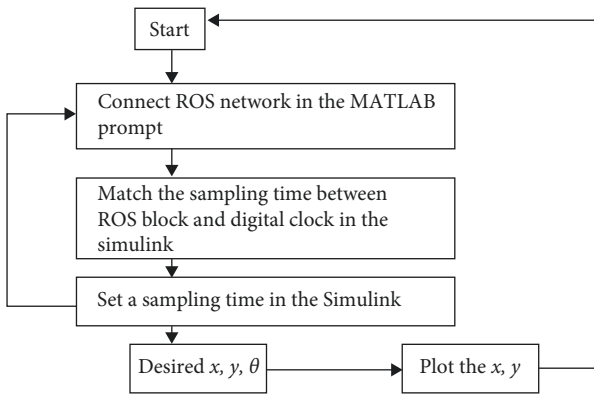 Start
Connect ROS network in the MATLAB
prompt
Match the sampling time between
ROS block and digital clock in the
simulink
Set a sampling time in the Simulink
Desired x, y, θ
Plot the x, y